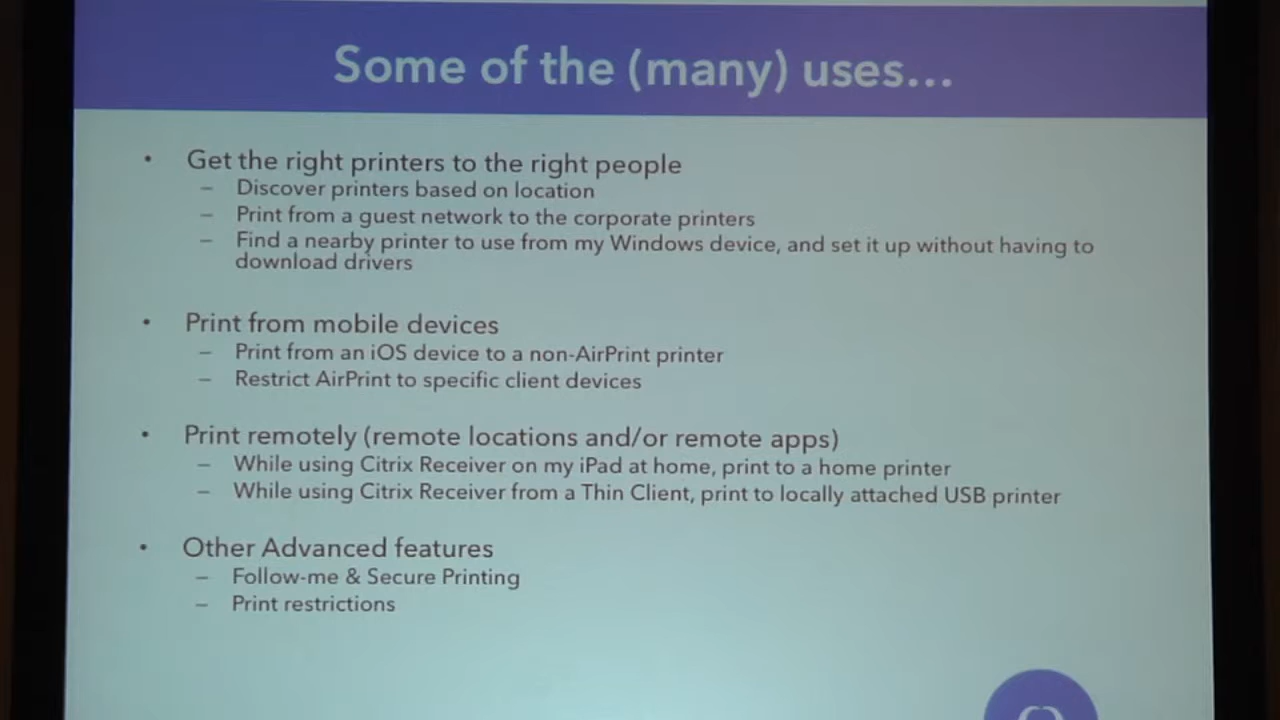 Some of the (many) uses...
• Get the right printers to the right people
– Discover printers based on location
– Print from a guest network to the corporate printers
– Find a nearby printer to use from my Windows device, and set it up without having to
download drivers
• Print from mobile devices
– Print from an iOS device to a non-AirPrint printer
– Restrict AirPrint to specific client devices
• Print remotely (remote locations and/or remote apps)
– While using Citrix Receiver on my iPad at home, print to a home printer
– While using Citrix Receiver from a Thin Client, print to locally attached USB printer
• Other Advanced features
– Follow-me & Secure Printing
– Print restrictions